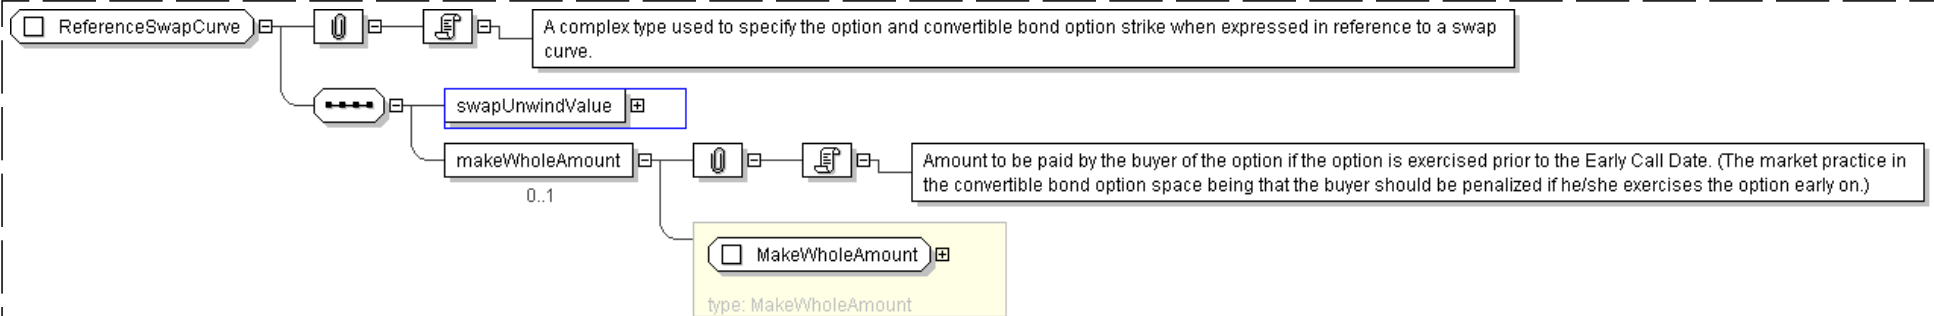 ReferenceSwapCurve
A complex type used to specify the option and convertible bond option strike when expressed in reference to a swap
curve.
swapUnwindValue
makeWholeAmount
0..1
Amount to be paid by the buyer of the option if the option is exercised prior to the Early Call Date. (The market practice in
the convertible bond option space being that the buyer should be penalized if he/she exercises the option early on.)
MakeWholeAmount
type: MakeWholeAmount